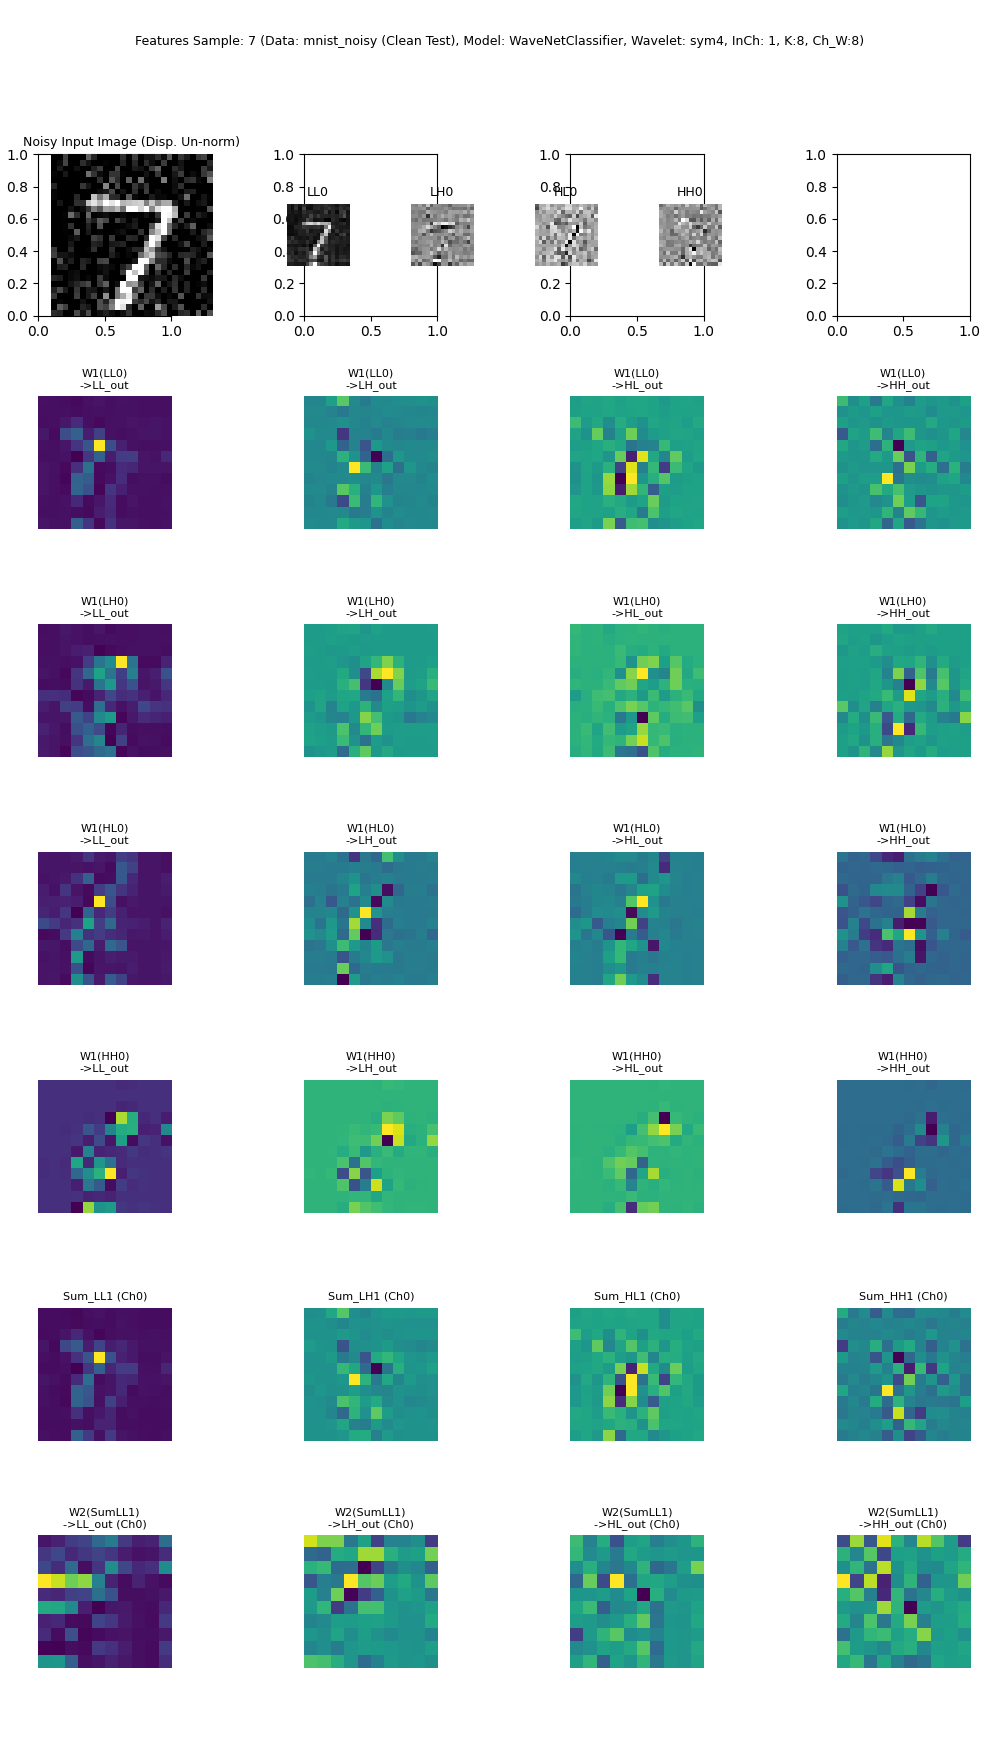 Features Sample: 7 (Data: mnist_noisy (Clean Test), Model: WaveNetClassifier, Wavelet: sym4, InCh: 1, K:8, Ch_W:8)
Noisy Input Image (Disp. Un-norm)
1.0
0.8
0.6
0.4
0.2
0.0
0.0 0.5 1.0
1.0
0.8
0.2
0.0
0.0 0.5 1.0
LL0 LH0
1.0
0.8
0.6
0.4
0.2
0.0
0.0 0.5 1.0
HL0 HH0
1.0
0.8
0.6
0.4
0.2
0.0
0.0 0.5 1.0
W1(LL0)
->LL_out
W1(LL0)
->LH_out
W1(LL0)
->HL_out
W1(LL0)
->HH_out
W1(LH0)
->LL_out
W1(LH0)
->LH_out
W1(LH0)
->HL_out
W1(LH0)
->HH_out
W1(HL0)
->LL_out
W1(HL0)
->LH_out
W1(HL0)
->HL_out
W1(HL0)
->HH_out
W1(HH0)
->LL_out
W1(HH0)
->LH_out
W1(HH0)
->HL_out
W1(HH0)
->HH_out
Sum_LL1 (Ch0)
Sum_LH1 (Ch0)
Sum_HL1 (Ch0)
Sum_HH1 (Ch0)
W2(SumLL1)
->LL_out (Ch0)
W2(SumLL1)
->LH_out (Ch0)
W2(SumLL1)
->HL_out (Ch0)
W2(SumLL1)
->HH_out (Ch0)